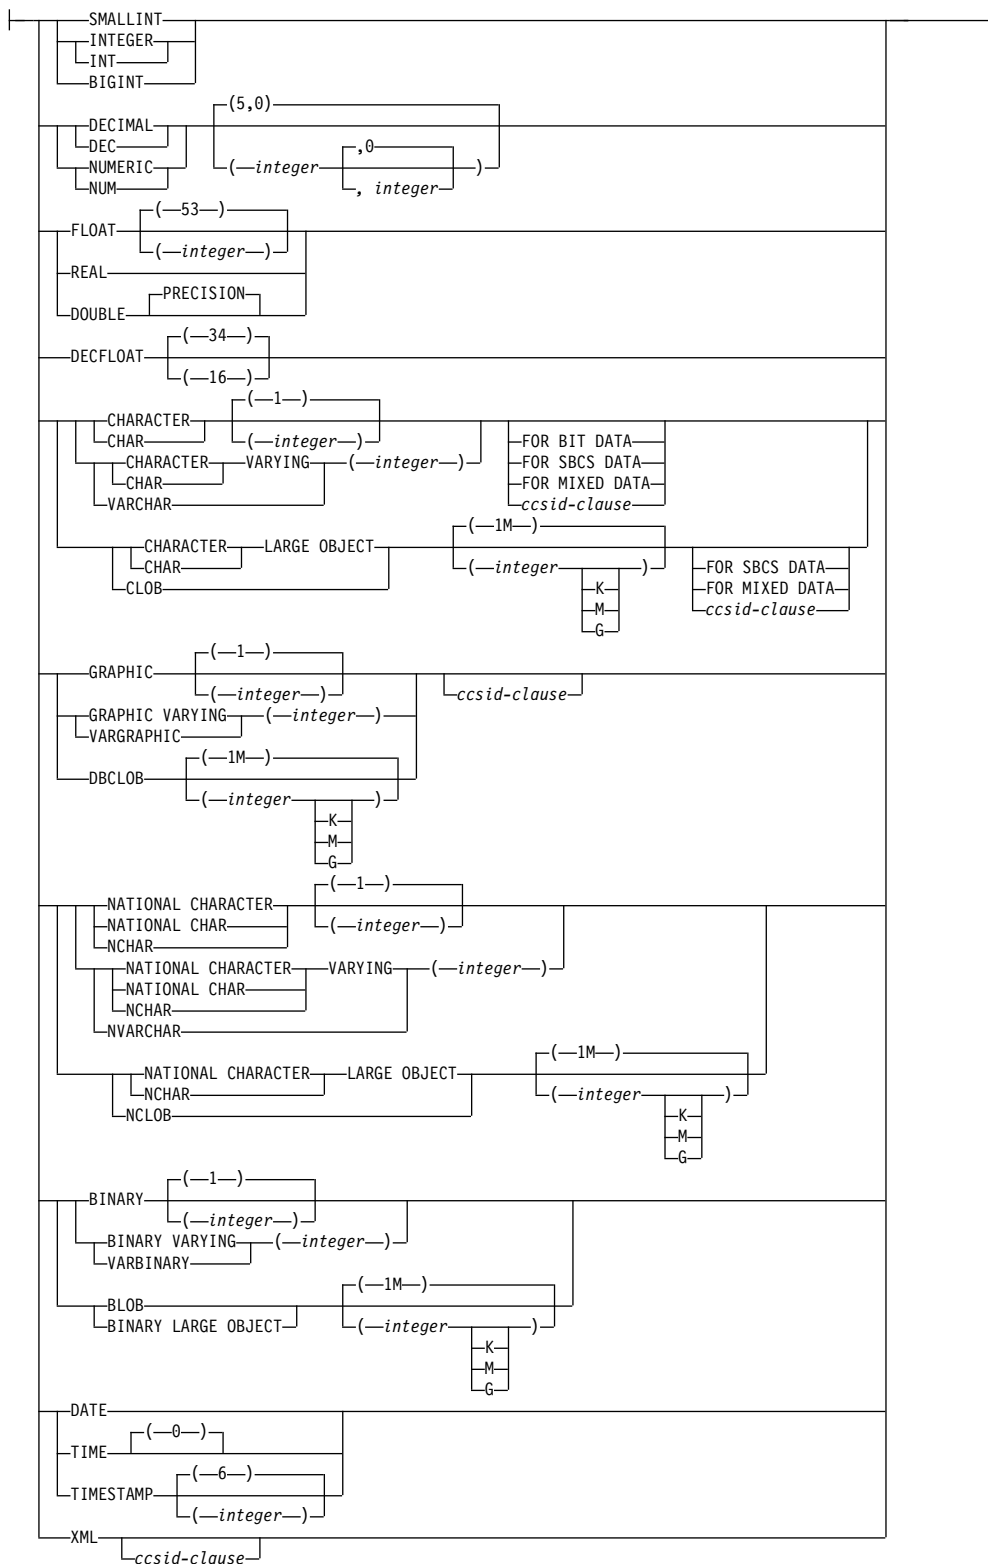 SMALLINT
INTEGER
INT
BIGINT
(5,0)
DECIMAL
DEC
,0
NUMERIC ( integer )
NUM , integer
( 53 )
FLOAT
( integer )
REAL
PRECISION
DOUBLE
( 34 )
DECFLOAT
( 16 )
( 1 )
CHARACTER
CHAR ( integer ) FOR BIT DATA
CHARACTER VARYING ( integer ) FOR SBCS DATA
CHAR FOR MIXED DATA
VARCHAR ccsid-clause
( 1M )
CHARACTER LARGE OBJECT
CHAR ( integer ) FOR SBCS DATA
CLOB K FOR MIXED DATA
M ccsid-clause
G
( 1 )
GRAPHIC
( integer ) ccsid-clause
GRAPHIC VARYING ( integer )
VARGRAPHIC
( 1M )
DBCLOB
( integer )
K
M
G
( 1 )
NATIONAL CHARACTER
NATIONAL CHAR ( integer )
NCHAR
NATIONAL CHARACTER VARYING ( integer )
NATIONAL CHAR
NCHAR
NVARCHAR
( 1M )
NATIONAL CHARACTER LARGE OBJECT
NCHAR ( integer )
NCLOB K
M
G
( 1 )
BINARY
( integer )
BINARY VARYING ( integer )
VARBINARY
( 1M )
BLOB
BINARY LARGE OBJECT ( integer )
K
M
G
DATE
( 0 )
TIME
( 6 )
TIMESTAMP
( integer )
XML
ccsid-clause